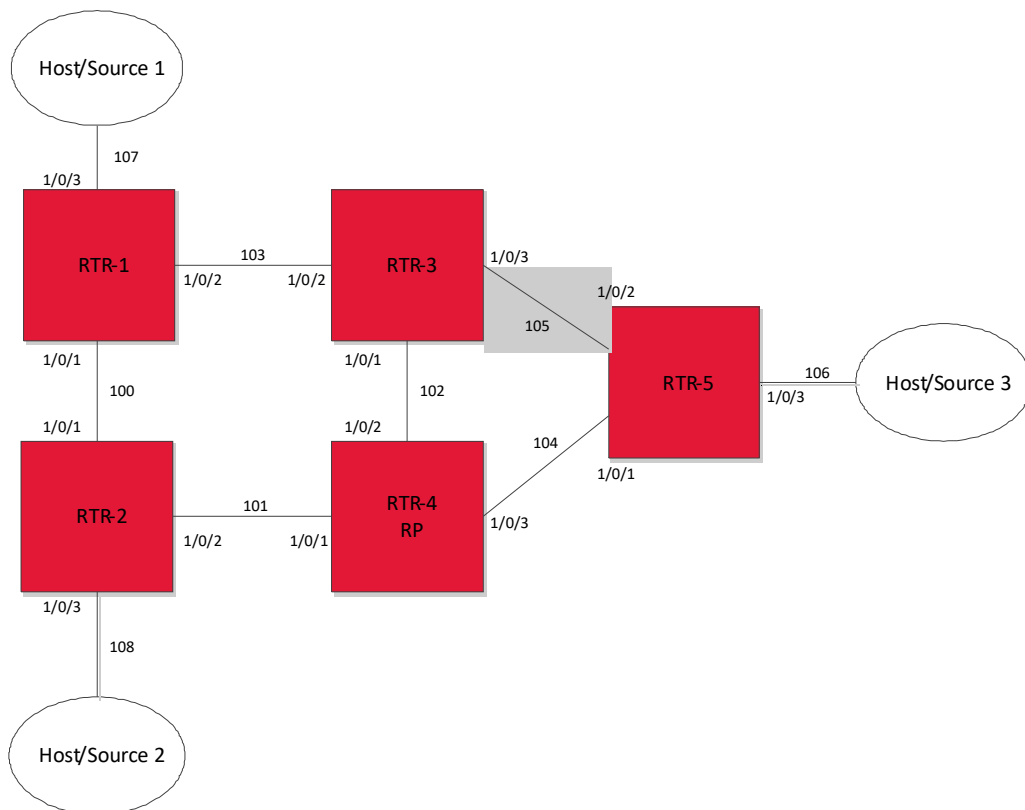 Host/Source 1
107
1/0/3
RTR-1
103
RTR-3
1/0/3
1/0/2
1/0/2
1/0/2
105
1/0/1
1/0/1
RTR-5
106
Host/Source 3
1/0/3
100
102
1/0/1
1/0/2
104
1/0/1
RTR-2
101
RTR-4
RP
1/0/2
1/0/1
1/0/3
1/0/3
108
Host/Source 2